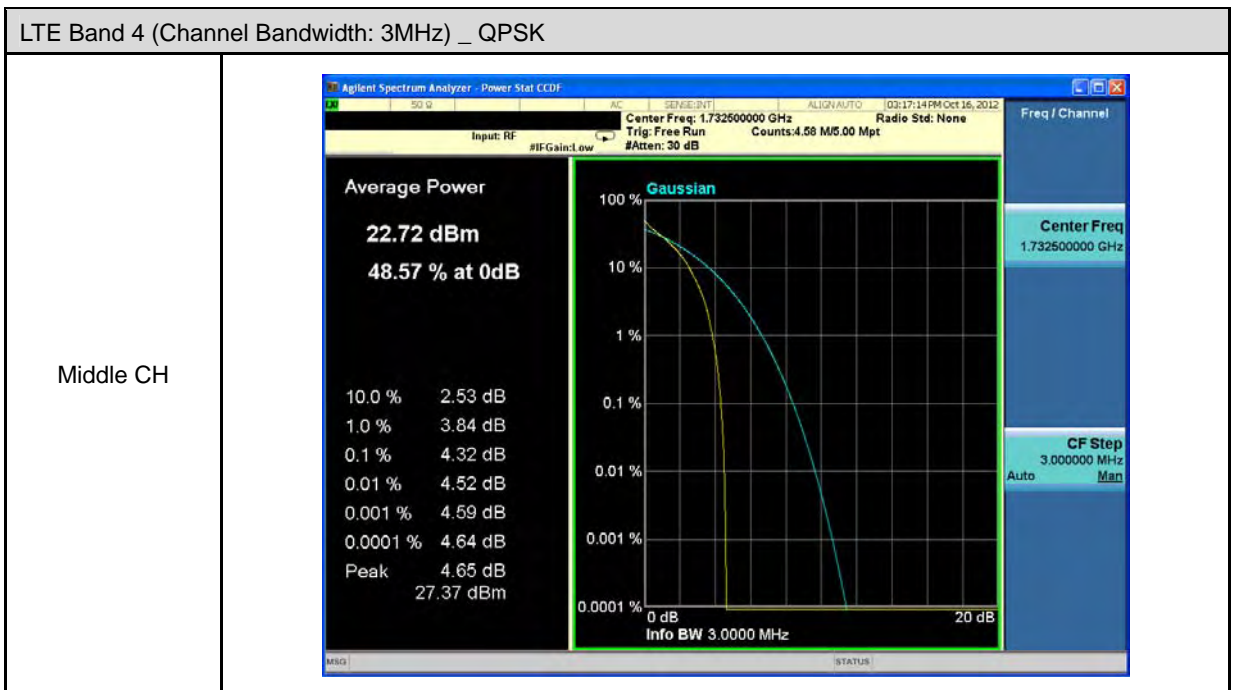 LTE Band 4 (Channel Bandwidth: 3MHz) _ QPSK
Middle CH
Agilent Spectrum Analyzer - Power Stat CCDF
50 Ω AC SENSE:INT ALIGN AUTO 03:17:14 PM Oct 16, 2012
Center Freq: 1.732500000 GHz Radio Std: None
Input: RF Trig: Free Run Counts:4.58 M/5.00 Mpt
#IFGain:Low #Atten: 30 dB
Freq / Channel
Average Power
22.72 dBm
48.57 % at 0dB
10.0 % 2.53 dB
1.0 % 3.84 dB
0.1 % 4.32 dB
0.01 % 4.52 dB
0.001 % 4.59 dB
0.0001 % 4.64 dB
Peak 4.65 dB
27.37 dBm
Gaussian
100 %
10 %
1 %
0.1 %
0.01 %
0.001 %
0.0001 %
0 dB 20 dB
Info BW 3.0000 MHz
Center Freq
1.732500000 GHz
CF Step
3.000000 MHz
Auto Man
MSG STATUS